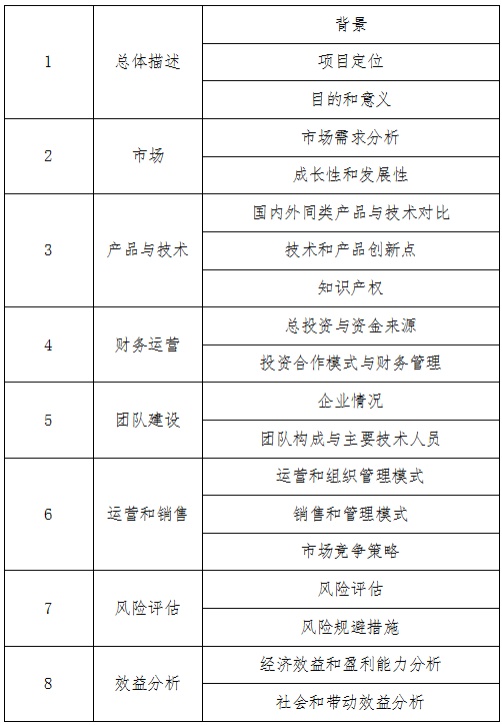 1
总体描述
背景
项目定位
目的和意义
2
市场
市场需求分析
成长性和发展性
3
产品与技术
国内外同类产品与技术对比
技术和产品创新点
知识产权
4
财务运营
总投资与资金来源
投资合作模式与财务管理
5
团队建设
企业情况
团队构成与主要技术人员
6
运营和销售
运营和组织管理模式
销售和管理模式
市场竞争策略
7
风险评估
风险评估
风险规避措施
8
效益分析
经济效益和盈利能力分析
社会和带动效益分析